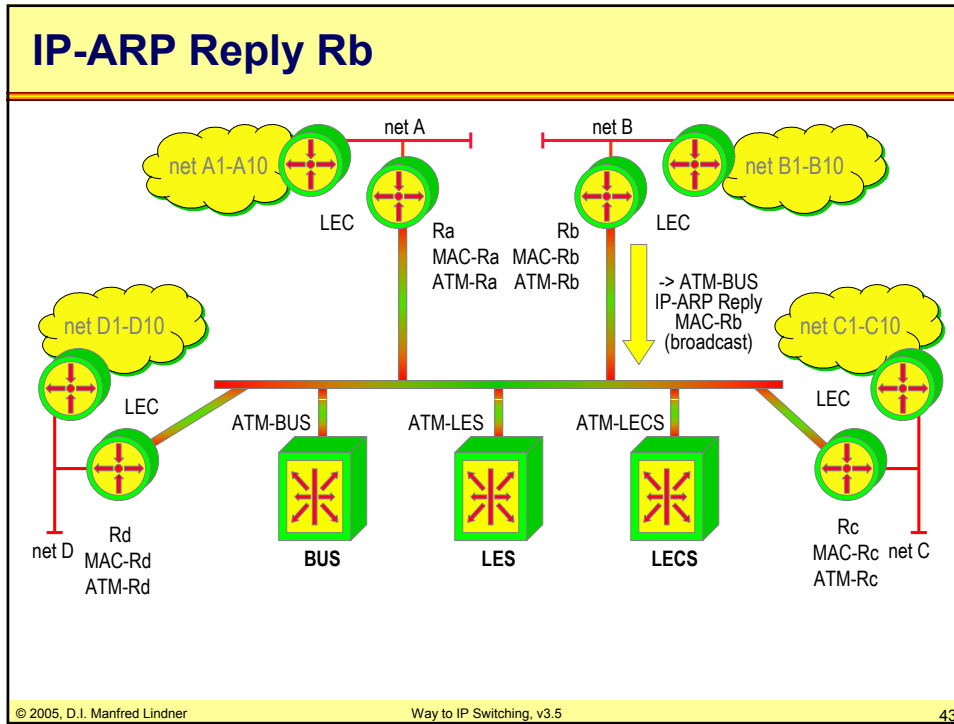 IP-ARP Reply Rb
net A
net B
net A1-A10
net B1-B10
LEC
LEC
Ra
MAC-Ra
ATM-Ra
Rb
MAC-Rb
ATM-Rb
-> ATM-BUS
IP-ARP Reply
MAC-Rb
(broadcast)
net D1-D10
net C1-C10
LEC
LEC
ATM-BUS
ATM-LES
ATM-LECS
net D
Rd
MAC-Rd
ATM-Rd
BUS
LES
LECS
Rc
MAC-Rc
ATM-Rc
net C
© 2005, D.I. Manfred Lindner
Way to IP Switching, v3.5
43